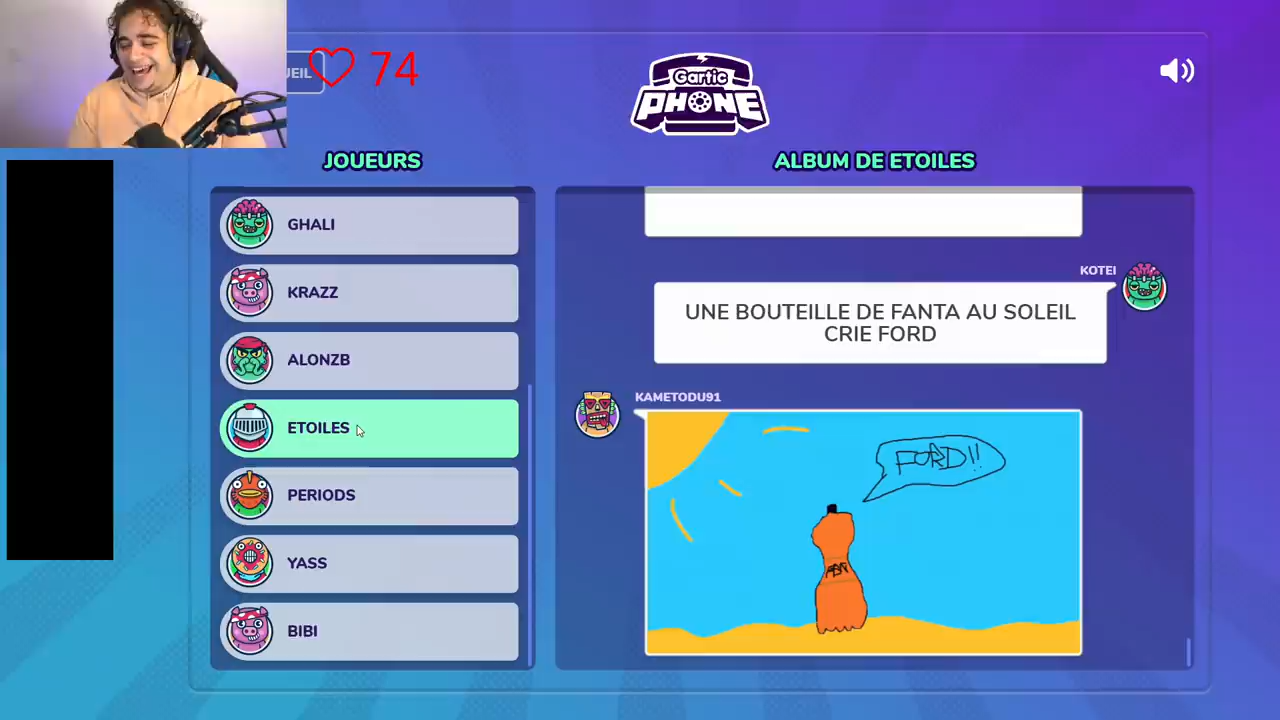 UEIL
74
Gartic
PHONE
JOUEURS
ALBUM DE ETOILES
GHALI
KRAZZ
ALONZB
ETOILES
PERIODS
YASS
BIBI
KOTEI
UNE BOUTEILLE DE FANTA AU SOLEIL
CRIE FORD
KAMETODU91
FORD!!